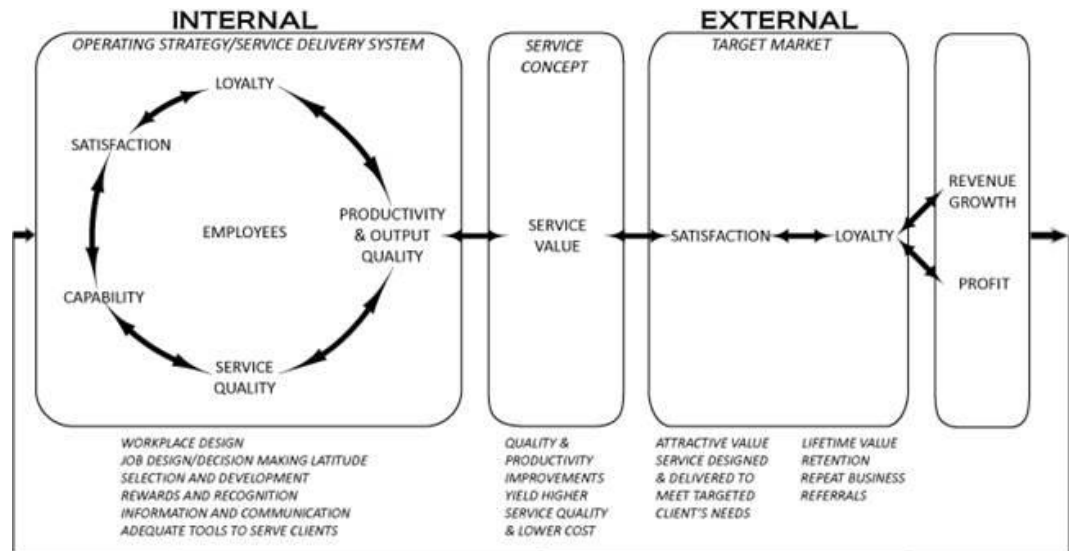 INTERNAL
EXTERNAL
OPERATING STRATEGY/SERVICE DELIVERY SYSTEM
LOYALTY
SATISFACTION
EMPLOYEES
PRODUCTIVITY
& OUTPUT
QUALITY
CAPABILITY
SERVICE
QUALITY
SERVICE
CONCEPT
SERVICE
VALUE
TARGET MARKET
SATISFACTION
LOYALTY
REVENUE
GROWTH
PROFIT
WORKPLACE DESIGN
JOB DESIGN/DECISION MAKING LATITUDE
SELECTION AND DEVELOPMENT
REWARDS AND RECOGNITION
INFORMATION AND COMMUNICATION
ADEQUATE TOOLS TO SERVE CLIENTS
QUALITY &
PRODUCTIVITY
IMPROVEMENTS
YIELD HIGHER
SERVICE QUALITY
& LOWER COST
ATTRACTIVE VALUE
SERVICE DESIGNED
& DELIVERED TO
MEET TARGETED
CLIENT'S NEEDS
LIFETIME VALUE
RETENTION
REPEAT BUSINESS
REFERRALS